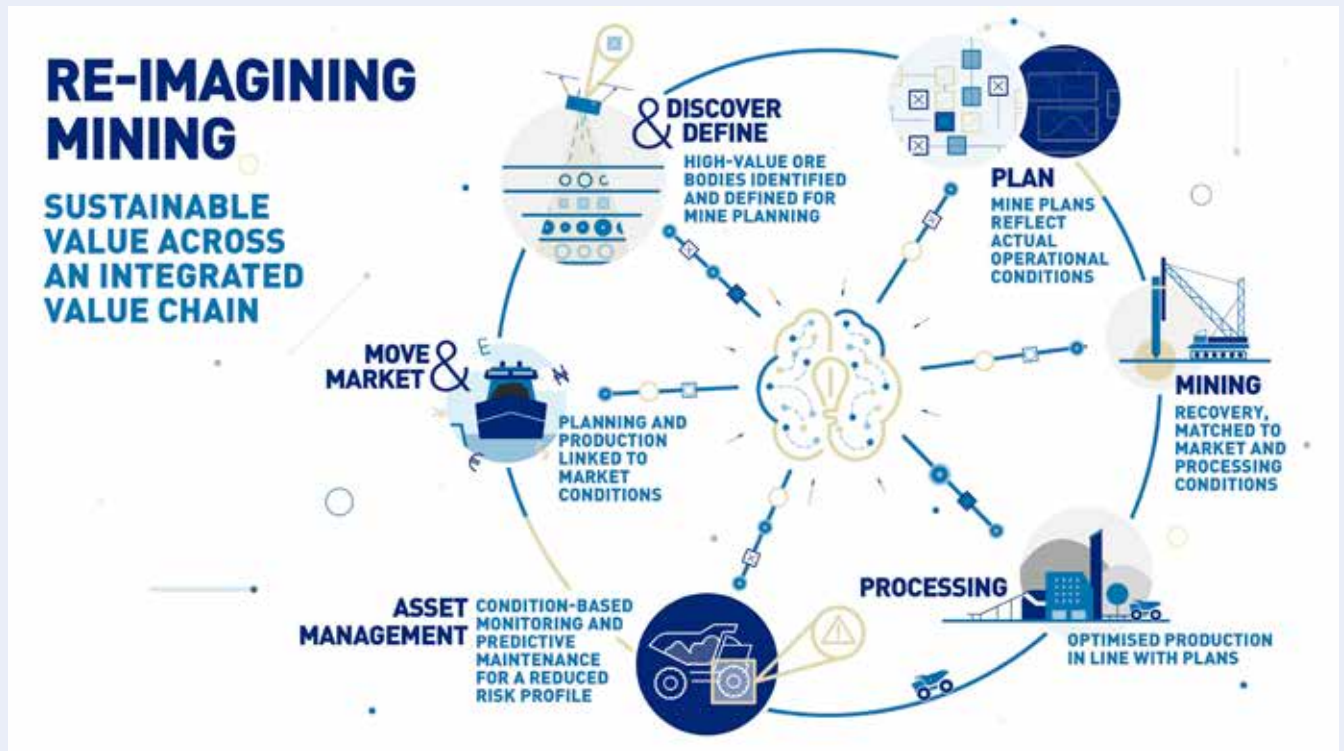 RE-IMAGINING
MINING
SUSTAINABLE
VALUE ACROSS
AN INTEGRATED
VALUE CHAIN
& DISCOVER
DEFINE
HIGH-VALUE ORE
BODIES IDENTIFIED
AND DEFINED FOR
MINE PLANNING
PLAN
MINE PLANS
REFLECT
ACTUAL
OPERATIONAL
CONDITIONS
MINING
RECOVERY,
MATCHED TO
MARKET AND
PROCESSING
CONDITIONS
PROCESSING
OPTIMISED PRODUCTION
IN LINE WITH PLANS
ASSET
MANAGEMENT
CONDITION-BASED
MONITORING AND
PREDICTIVE
MAINTENANCE
FOR A REDUCED
RISK PROFILE
MOVE &
MARKET
PLANNING AND
PRODUCTION
LINKED TO
MARKET
CONDITIONS